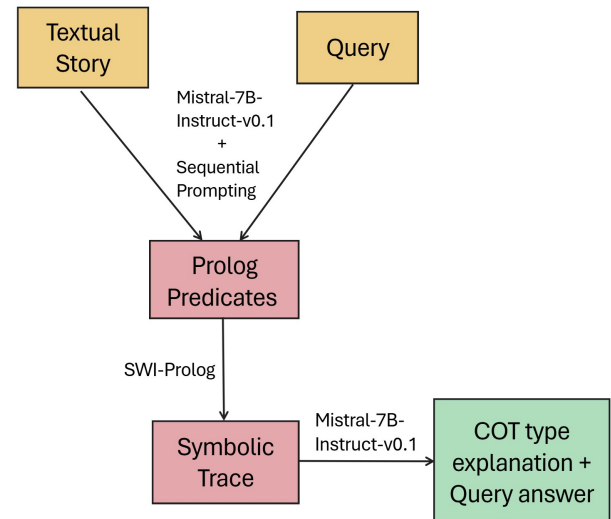 Textual
Story
Query
Mistral-7B-
Instruct-v0.1
+
Sequential
Prompting
Prolog
Predicates
SWI-Prolog
Symbolic
Trace
Mistral-7B-
Instruct-v0.1
COT type
explanation +
Query answer